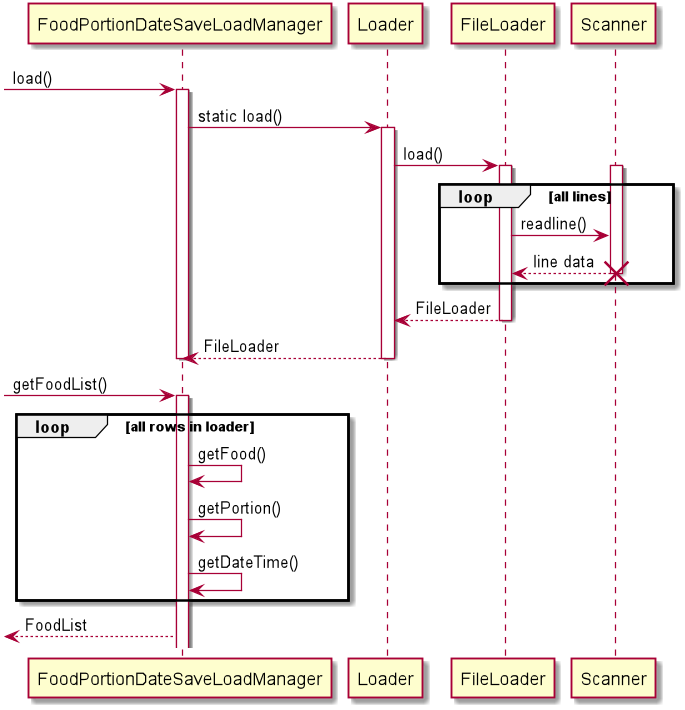 FoodPortionDateSaveLoadManager Loader FileLoader Scanner
load()
static load()
load()
loop [all lines]
readline()
line data
FileLoader
FileLoader
getFoodList()
loop [all rows in loader]
getFood()
getPortion()
getDateTime()
FoodList
FoodPortionDateSaveLoadManager Loader FileLoader Scanner